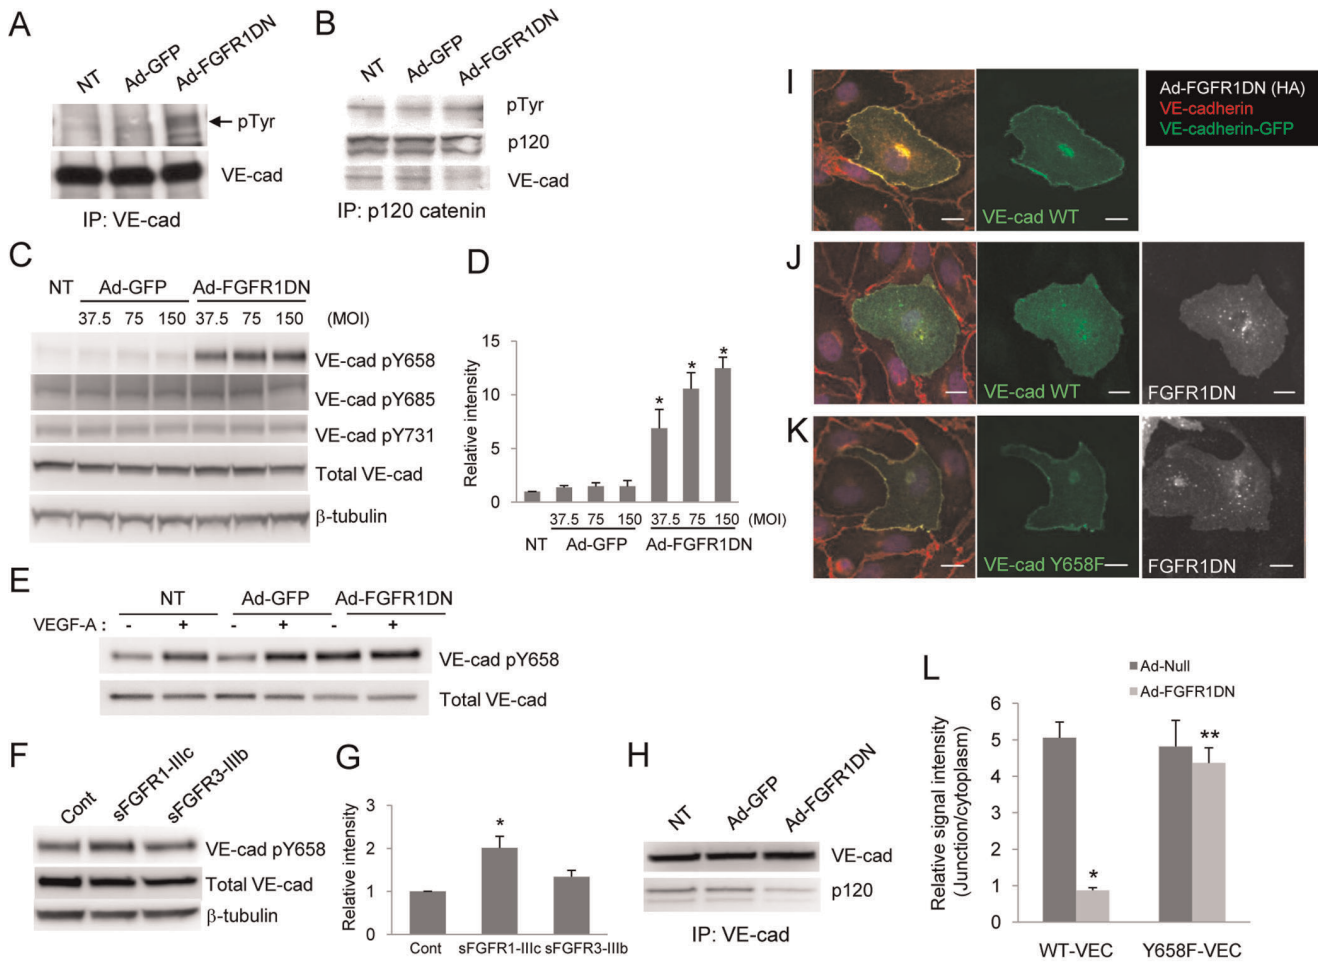 A
NT
Ad-GFP
Ad-FGFR1DN
pTyr
VE-cad
IP: VE-cad
B
NT
Ad-GFP
Ad-FGFR1DN
pTyr
p120
VE-cad
IP: p120 catenin
C
NT Ad-GFP Ad-FGFR1DN
37.5 75 150 37.5 75 150 (MOI)
VE-cad pY658
VE-cad pY685
VE-cad pY731
Total VE-cad
β-tubulin
D
Relative intensity
15
10
5
0
*
*
*
37.5 75 150 37.5 75 150 (MOI)
NT Ad-GFP Ad-FGFR1DN
E
NT Ad-GFP Ad-FGFR1DN
VEGF-A : - + - + - +
VE-cad pY658
Total VE-cad
F
Cont
sFGFR1-IIIc
sFGFR3-IIIb
VE-cad pY658
Total VE-cad
β-tubulin
G
Relative intensity
3
2
1
0
*
Cont sFGFR1-IIIc sFGFR3-IIIb
H
NT
Ad-GFP
Ad-FGFR1DN
VE-cad
p120
IP: VE-cad
I
VE-cad WT
Ad-FGFR1DN (HA)
VE-cadherin
VE-cadherin-GFP
J
VE-cad WT
FGFR1DN
K
VE-cad Y658F
FGFR1DN
L
Ad-Null
Ad-FGFR1DN
Relative signal intensity
(Junction/cytoplasm)
6
5
4
3
2
1
0
*
**
WT-VEC Y658F-VEC